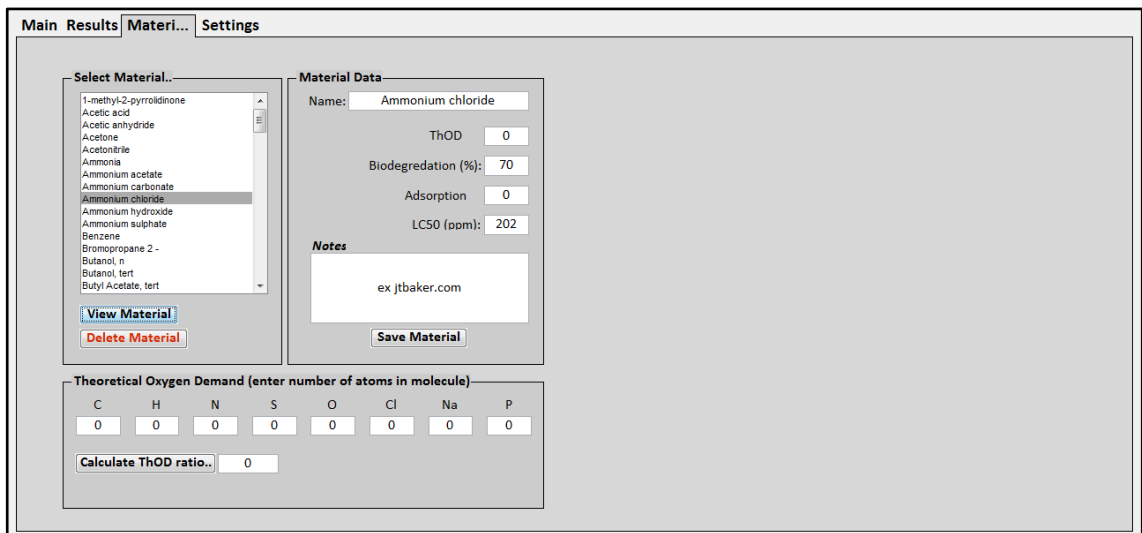 Main Results Materi... Settings
Select Material..
1-methyl-2-pyrrolidinone
Acetic acid
Acetic anhydride
Acetone
Acetonitrile
Ammonia
Ammonium acetate
Ammonium carbonate
Ammonium chloride
Ammonium hydroxide
Ammonium sulphate
Benzene
Bromopropane 2 -
Butanol, n
Butanol, tert
Butyl Acetate, tert
View Material
Delete Material
Material Data
Name: Ammonium chloride
ThOD 0
Biodegredation (%): 70
Adsorption 0
LC50 (ppm): 202
Notes
ex jtbaker.com
Save Material
Theoretical Oxygen Demand (enter number of atoms in molecule)
C H N S O Cl Na P
0 0 0 0 0 0 0 0
Calculate ThOD ratio.. 0